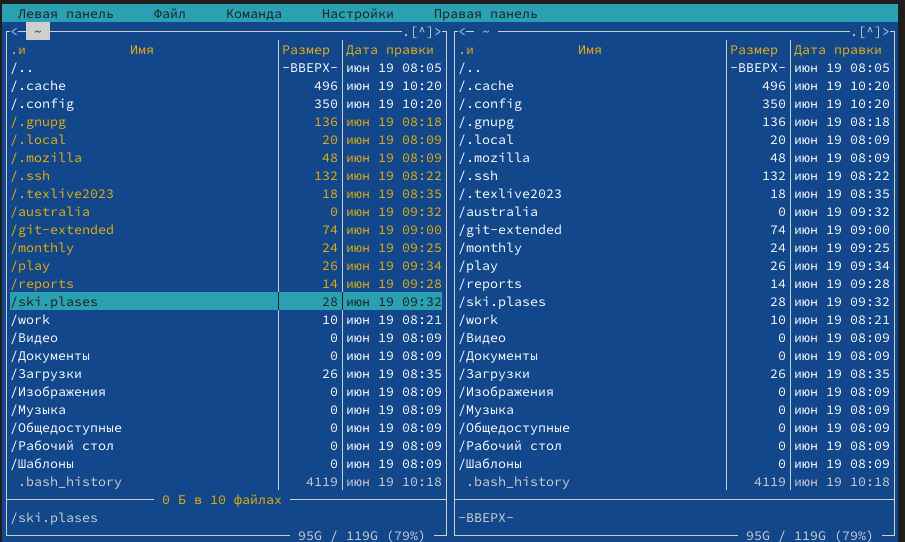 Левая панель Файл Команда Настройки Правая панель
<─ ~ .[^]> <─ ~ .[^]>
.и Имя Размер Дата правки .и Имя Размер Дата правки
/.. -ВВЕРХ- июн 19 08:05 /.. -ВВЕРХ- июн 19 08:05
/.cache 496 июн 19 10:20 /.cache 496 июн 19 10:20
/.config 350 июн 19 10:20 /.config 350 июн 19 10:20
/.gnupg 136 июн 19 08:18 /.gnupg 136 июн 19 08:18
/.local 20 июн 19 08:09 /.local 20 июн 19 08:09
/.mozilla 48 июн 19 08:09 /.mozilla 48 июн 19 08:09
/.ssh 132 июн 19 08:22 /.ssh 132 июн 19 08:22
/.texlive2023 18 июн 19 08:35 /.texlive2023 18 июн 19 08:35
/australia 0 июн 19 09:32 /australia 0 июн 19 09:32
/git-extended 74 июн 19 09:00 /git-extended 74 июн 19 09:00
/monthly 24 июн 19 09:25 /monthly 24 июн 19 09:25
/play 26 июн 19 09:34 /play 26 июн 19 09:34
/reports 14 июн 19 09:28 /reports 14 июн 19 09:28
/ski.plases 28 июн 19 09:32 /ski.plases 28 июн 19 09:32
/work 10 июн 19 08:21 /work 10 июн 19 08:21
/Видео 0 июн 19 08:09 /Видео 0 июн 19 08:09
/Документы 0 июн 19 08:09 /Документы 0 июн 19 08:09
/Загрузки 26 июн 19 08:35 /Загрузки 26 июн 19 08:35
/Изображения 0 июн 19 08:09 /Изображения 0 июн 19 08:09
/Музыка 0 июн 19 08:09 /Музыка 0 июн 19 08:09
/Общедоступные 0 июн 19 08:09 /Общедоступные 0 июн 19 08:09
/Рабочий стол 0 июн 19 08:09 /Рабочий стол 0 июн 19 08:09
/Шаблоны 0 июн 19 08:09 /Шаблоны 0 июн 19 08:09
.bash_history 4119 июн 19 10:18 .bash_history 4119 июн 19 10:18
0 Б в 10 файлах
/ski.plases -ВВЕРХ-
95G / 119G (79%) 95G / 119G (79%)